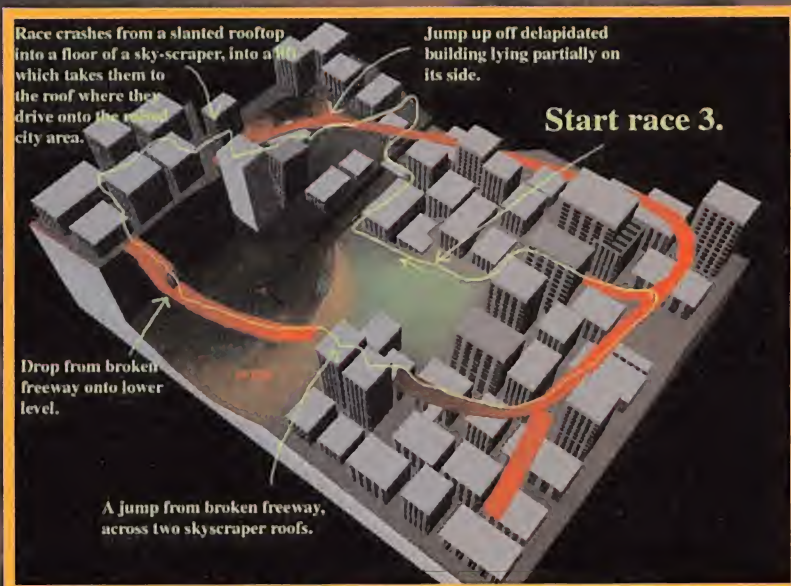 Race crashes from a slanted rooftop
into a floor of a sky-scraper, into a lift
which takes them to
the roof where they
drive onto the
city area.
Jump up off delapidated
building lying partially on
its side.
Start race 3.
Drop from broken
freeway onto lower
level.
A jump from broken freeway,
across two skyscraper roofs.